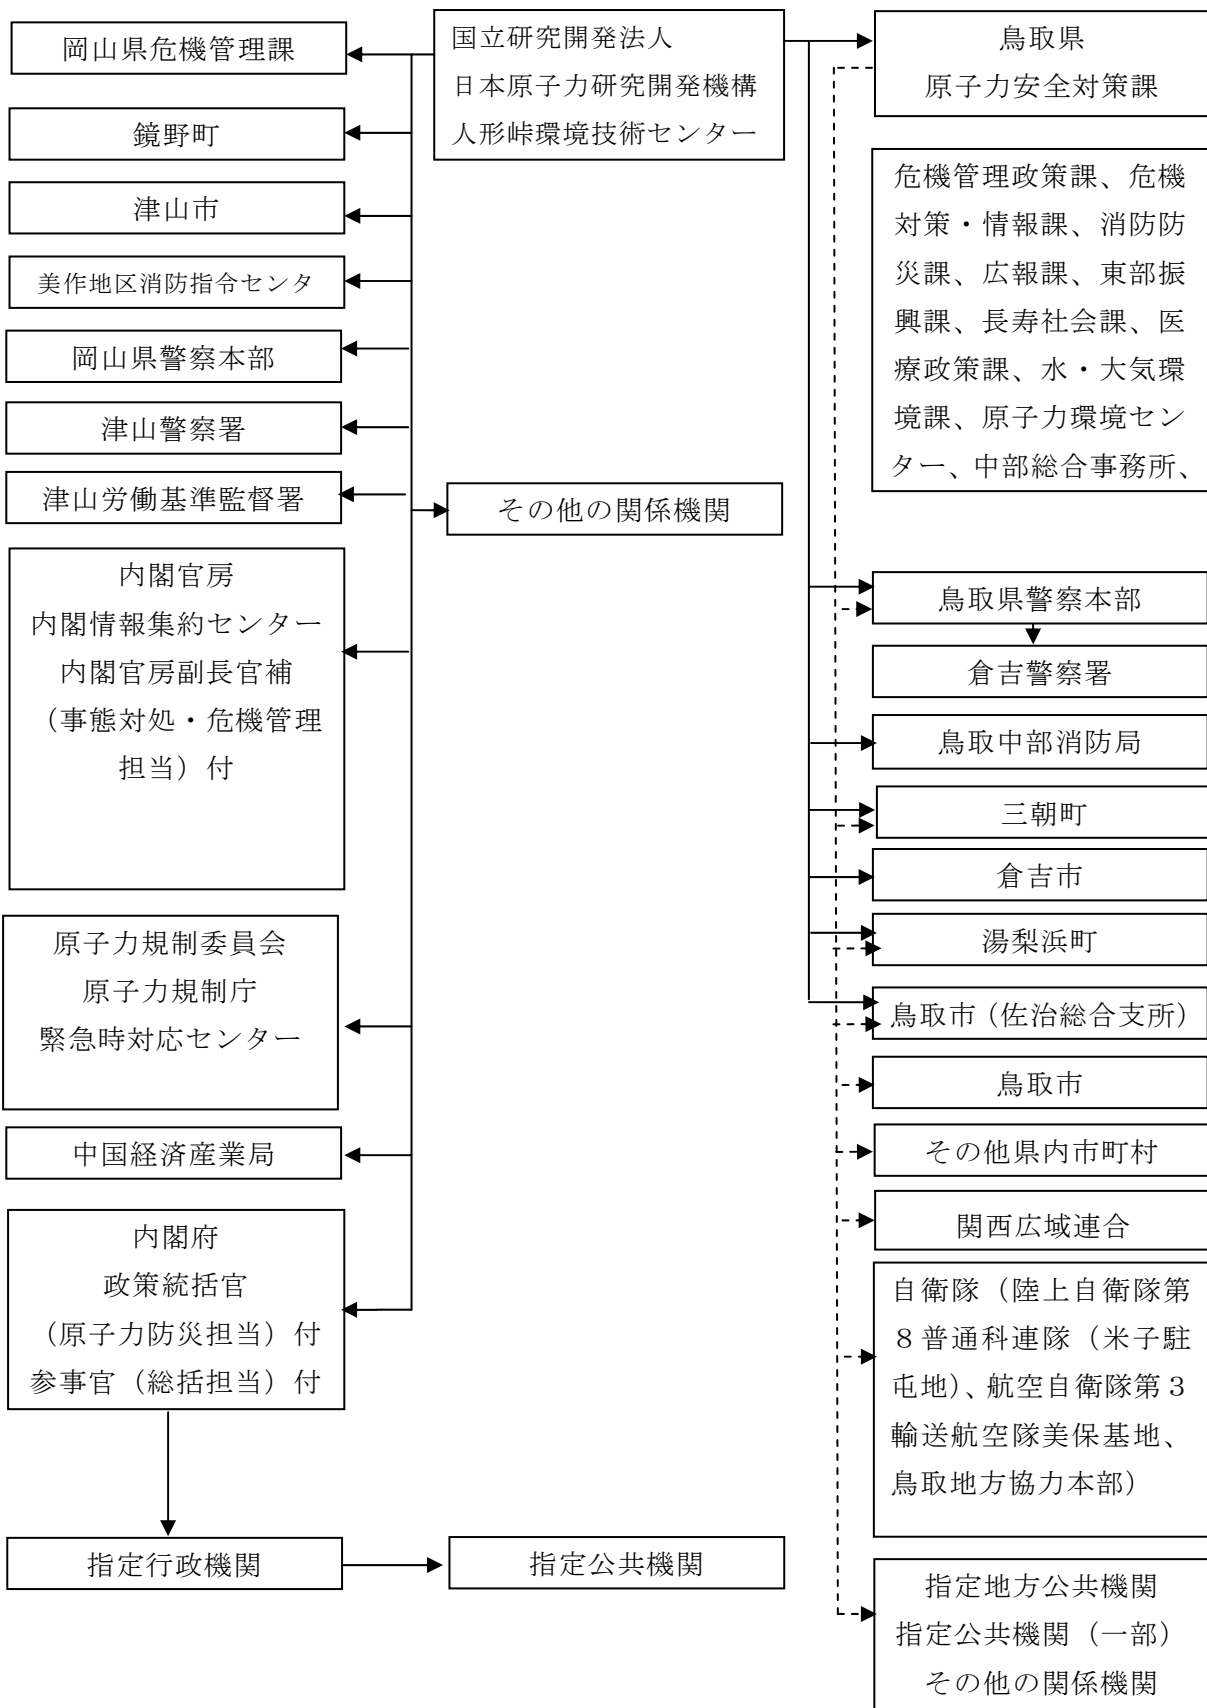 岡山県危機管理課
鏡野町
津山市
美作地区消防指令センタ
岡山県警察本部
津山警察署
津山労働基準監督署
内閣官房
内閣情報集約センター
内閣官房副長官補
（事態対処・危機管理
担当）付
原子力規制委員会
原子力規制庁
緊急時対応センター
中国経済産業局
内閣府
政策統括官
（原子力防災担当）付
参事官（総括担当）付
指定行政機関
国立研究開発法人
日本原子力研究開発機構
人形峠環境技術センター
その他の関係機関
指定公共機関
鳥取県
原子力安全対策課
危機管理政策課、危機
対策・情報課、消防防
災課、広報課、東部振
興課、長寿社会課、医
療政策課、水・大気環
境課、原子力環境セン
ター、中部総合事務所、
鳥取県警察本部
倉吉警察署
鳥取中部消防局
三朝町
倉吉市
湯梨浜町
鳥取市（佐治総合支所）
鳥取市
その他県内市町村
関西広域連合
自衛隊（陸上自衛隊第
８普通科連隊（米子駐
屯地）、航空自衛隊第３
輸送航空隊美保基地、
鳥取地方協力本部）
指定地方公共機関
指定公共機関（一部）
その他の関係機関